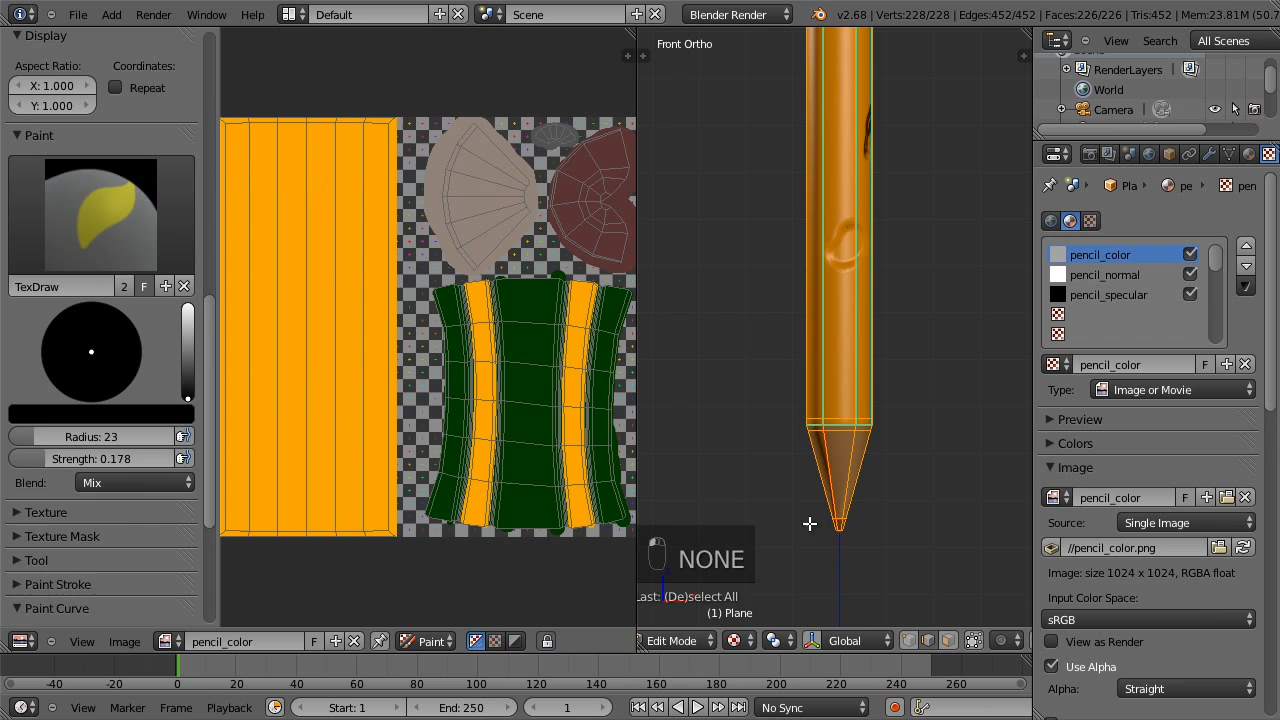 File Add Render Window Help Default Scene Blender Render v2.68 | Verts:228/228 | Edges:452/452 | Faces:226/226 | Tris:452 | Mem:23.81M (50.7
Display
Front Ortho
View Search All Scenes
Aspect Ratio: Coordinates:
X: 1.000 Repeat
Y: 1.000
RenderLayers
World
Camera
Paint
Pla pe pen
pencil_color
pencil_normal
pencil_specular
TexDraw 2 F
pencil_color F
Type: Image or Movie
Preview
Radius: 23
Colors
Strength: 0.178
Image
Blend: Mix
pencil_color F
Texture
Source: Single Image
Texture Mask
//pencil_color.png
Tool
NONE
Image: size 1024 x 1024, RGBA float
Paint Stroke
Last: (De)select All
Input Color Space:
Paint Curve
(1) Plane
sRGB
View Image pencil_color F Paint Edit Mode Global
View as Render
Use Alpha
-40 -20 0 20 40 60 80 100 120 140 160 180 200 220 240 260
Alpha: Straight
View Marker Frame Playback Start: 1 End: 250 1 No Sync